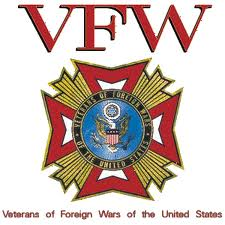 VFW
VETERANS OF FOREIGN WARS
OF THE UNITED STATES
Veterans of Foreign Wars of the United States